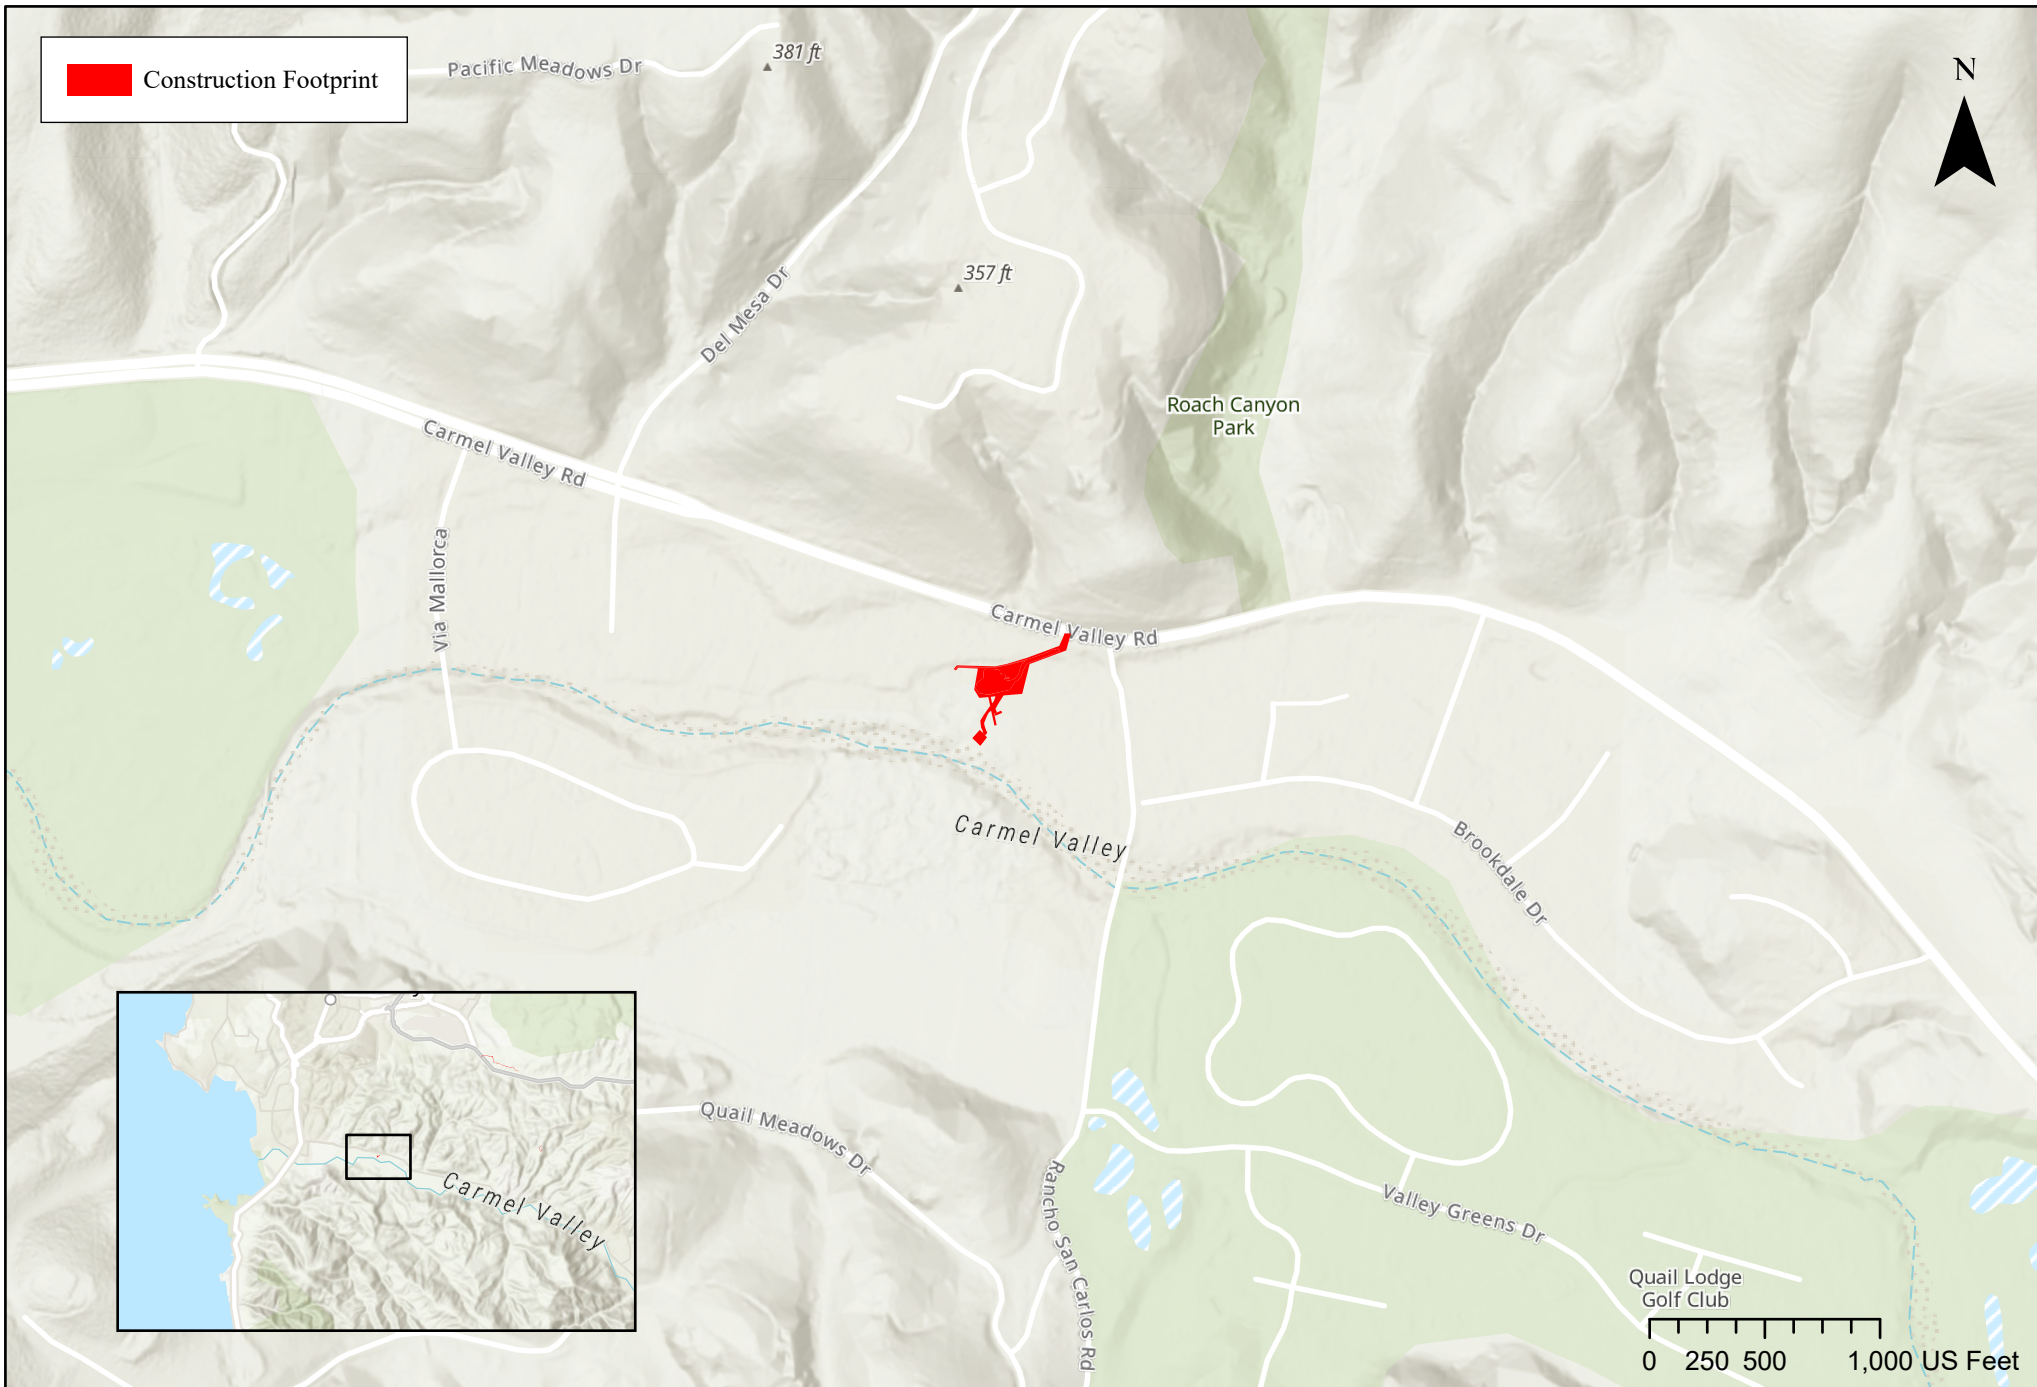 Construction Footprint
Pacific Meadows Dr
381 ft
N
357 ft
Del Mesa Dr
Roach Canyon
Park
Carmel Valley Rd
Via Mallorca
Carmel Valley Rd
Carmel Valley
Brookdale Dr
Quail Meadows Dr
Rancho San Carlos Rd
Valley Greens Dr
Carmel Valley
Quail Lodge
Golf Club
0 250 500 1,000 US Feet